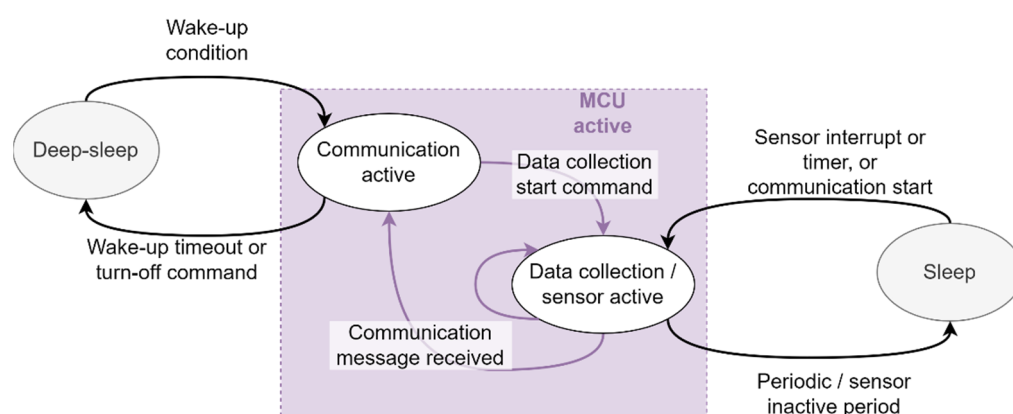 Wake-up
condition
MCU
active
Deep-sleep
Communication
active
Data collection
start command
Sensor interrupt or
timer, or
communication start
Wake-up timeout or
turn-off command
Data collection /
sensor active
Sleep
Communication
message received
Periodic / sensor
inactive period